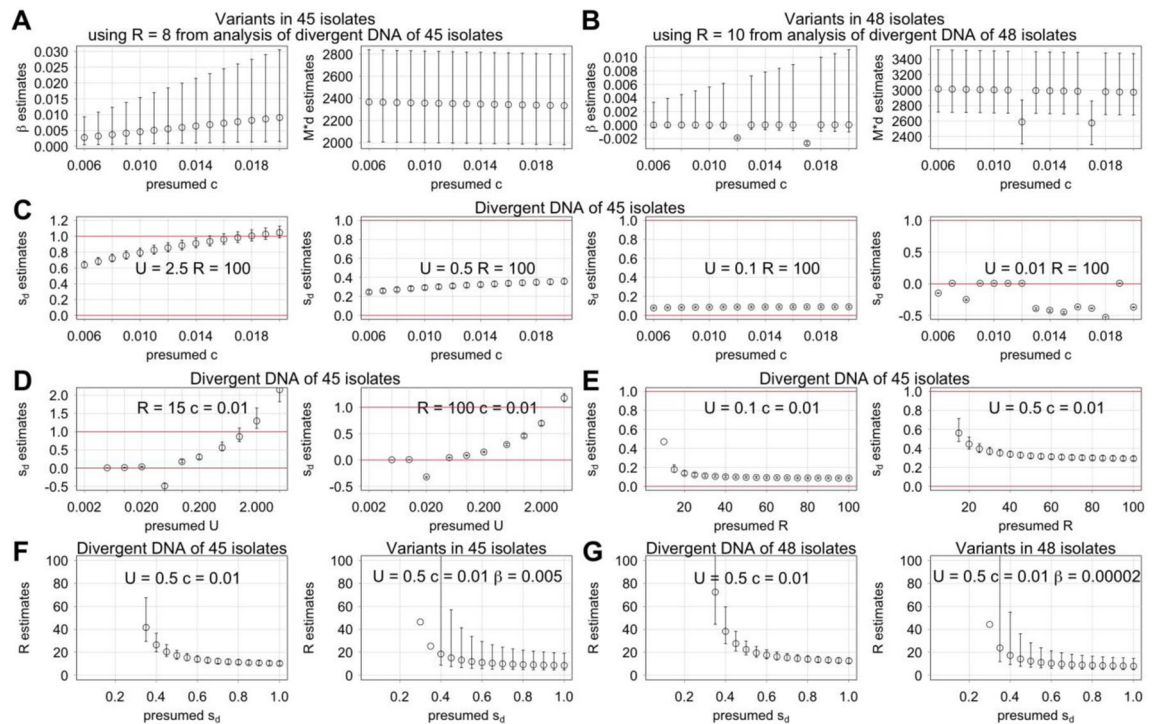 A
Variants in 45 isolates
using R = 8 from analysis of divergent DNA of 45 isolates
β estimates
0.030
0.025
0.020
0.015
0.010
0.005
0.000
0.006 0.010 0.014 0.018
presumed c
M*d estimates
2800
2600
2400
2200
2000
0.006 0.010 0.014 0.018
presumed c
B
Variants in 48 isolates
using R = 10 from analysis of divergent DNA of 48 isolates
β estimates
0.010
0.008
0.006
0.004
0.002
0.000
-0.002
0.006 0.010 0.014 0.018
presumed c
M*d estimates
3400
3200
3000
2800
2600
2400
0.006 0.010 0.014 0.018
presumed c
C
Divergent DNA of 45 isolates
s_d estimates
1.2
1.0
0.8
0.6
0.4
0.2
0.0
U = 2.5 R = 100
0.006 0.010 0.014 0.018
presumed c
s_d estimates
1.0
0.8
0.6
0.4
0.2
0.0
U = 0.5 R = 100
0.006 0.010 0.014 0.018
presumed c
s_d estimates
1.0
0.8
0.6
0.4
0.2
0.0
U = 0.1 R = 100
0.006 0.010 0.014 0.018
presumed c
s_d estimates
1.0
0.5
0.0
-0.5
U = 0.01 R = 100
0.006 0.010 0.014 0.018
presumed c
D
Divergent DNA of 45 isolates
s_d estimates
2.0
1.5
1.0
0.5
0.0
-0.5
R = 15 c = 0.01
0.002 0.020 0.200 2.000
presumed U
s_d estimates
1.0
0.5
0.0
-0.5
R = 100 c = 0.01
0.002 0.020 0.200 2.000
presumed U
E
Divergent DNA of 45 isolates
s_d estimates
1.0
0.8
0.6
0.4
0.2
0.0
U = 0.1 c = 0.01
20 40 60 80 100
presumed R
s_d estimates
1.0
0.8
0.6
0.4
0.2
0.0
U = 0.5 c = 0.01
20 40 60 80 100
presumed R
F
Divergent DNA of 45 isolates
R estimates
100
80
60
40
20
0
U = 0.5 c = 0.01
0.2 0.4 0.6 0.8 1.0
presumed s_d
Variants in 45 isolates
R estimates
100
80
60
40
20
0
U = 0.5 c = 0.01 β = 0.005
0.2 0.4 0.6 0.8 1.0
presumed s_d
G
Divergent DNA of 48 isolates
R estimates
100
80
60
40
20
0
U = 0.5 c = 0.01
0.2 0.4 0.6 0.8 1.0
presumed s_d
Variants in 48 isolates
R estimates
100
80
60
40
20
0
U = 0.5 c = 0.01 β = 0.00002
0.2 0.4 0.6 0.8 1.0
presumed s_d